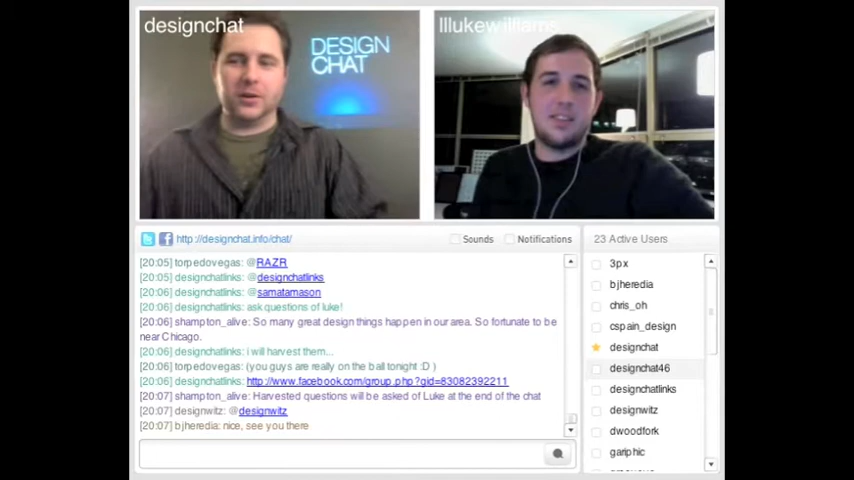 designchat
lllukewilliams
DESIGN
CHAT
http://designchat.info/chat/
Sounds
Notifications
23 Active Users
[20:05] torpedovegas: @RAZR
[20:05] designchatlinks: @designchatlinks
[20:06] designchatlinks: @samatamason
[20:06] designchatlinks: ask questions of luke!
[20:06] shampton_alive: So many great design things happen in our area. So fortunate to be
near Chicago.
[20:06] designchatlinks: i will harvest them...
[20:06] torpedovegas: (you guys are really on the ball tonight :D )
[20:06] designchatlinks: http://www.facebook.com/group.php?gid=83082392211
[20:07] shampton_alive: Harvested questions will be asked of Luke at the end of the chat
[20:07] designwitz: @designwitz
[20:07] bjheredia: nice, see you there
3px
bjheredia
chris_oh
cspain_design
designchat
designchat46
designchatlinks
designwitz
dwoodfork
gariphic